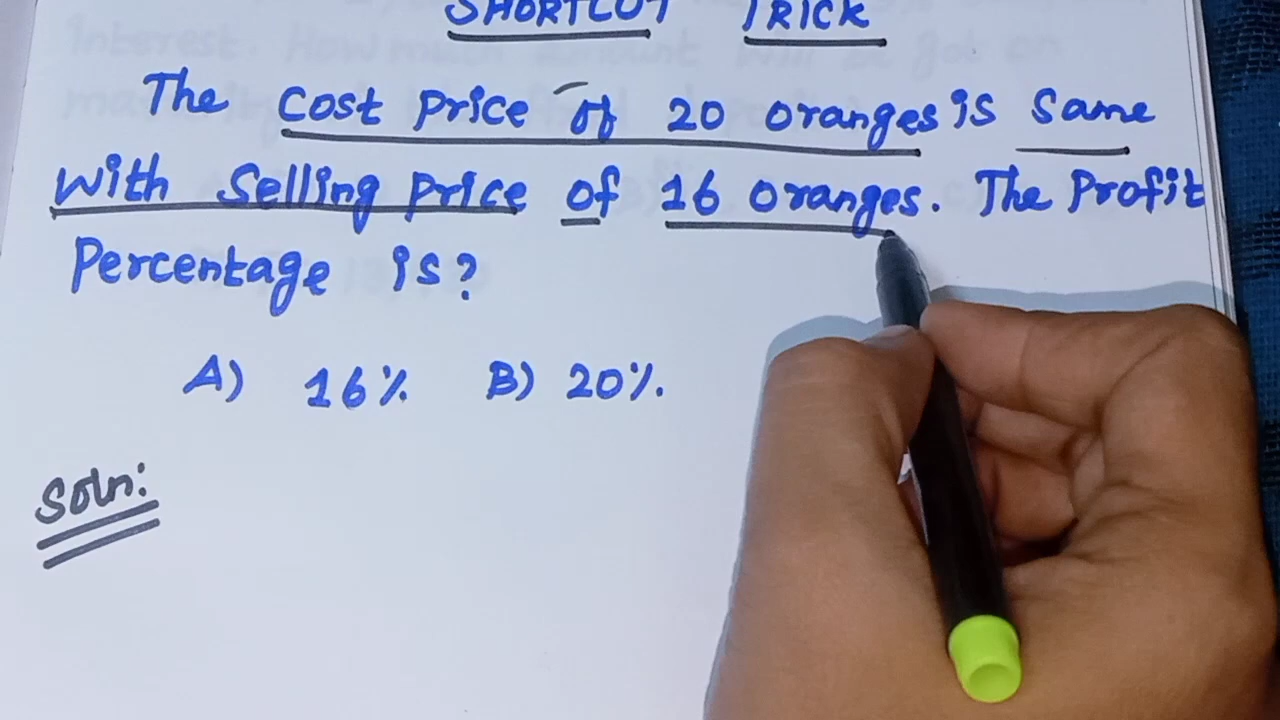 SHORTCUT TRICK
The Cost Price of 20 oranges is Same
with Selling Price of 16 oranges. The Profit
Percentage is?
A) 16% B) 20%.
Soln: